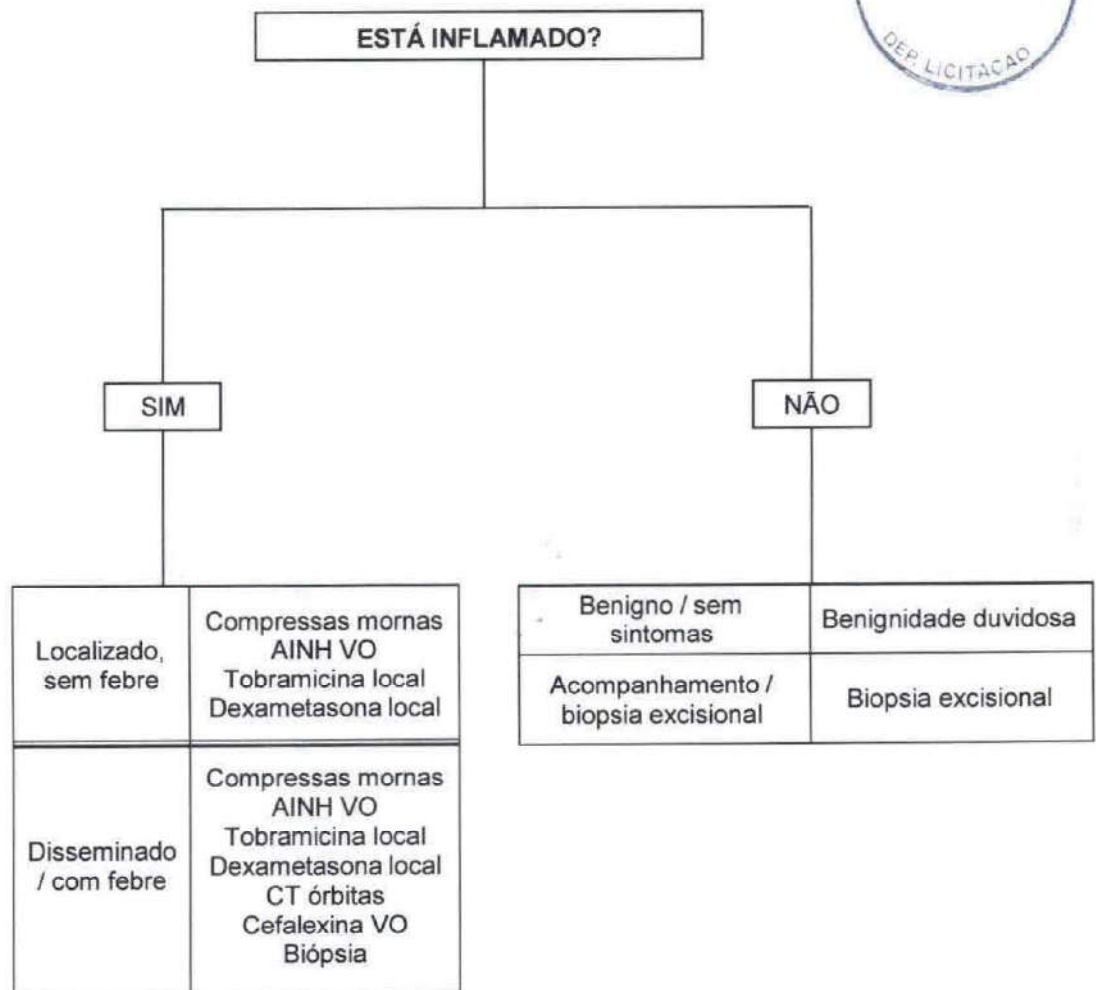 ESTÁ INFLAMADO?
DEP. LICITACAO
SIM
NÃO
Localizado,
sem febre
Compressas mornas
AINH VO
Tobramicina local
Dexametasona local
Disseminado
/ com febre
Compressas mornas
AINH VO
Tobramicina local
Dexametasona local
CT órbitas
Cefalexina VO
Biópsia
Benigno / sem
sintomas
Benignidade duvidosa
Acompanhamento /
biopsia excisional
Biopsia excisional